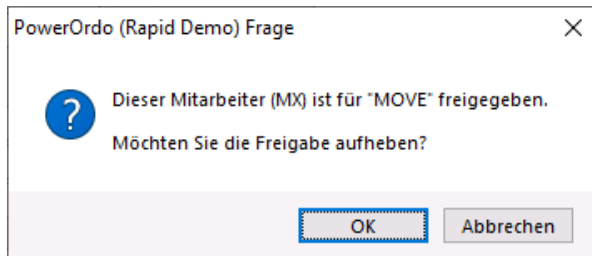 PowerOrdo (Rapid Demo) Frage
Dieser Mitarbeiter (MX) ist für "MOVE" freigegeben.
Möchten Sie die Freigabe aufheben?
OK
Abbrechen